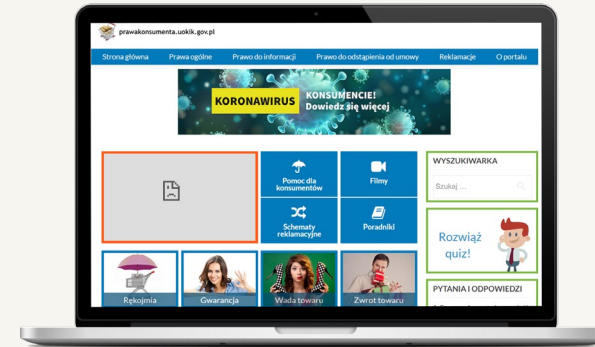 prawakonsumenta.uokik.gov.pl
Strona główna Prawa ogólne Prawo do informacji Prawo do odstąpienia od umowy Reklamacje O portalu
KORONAWIRUS
KONSUMENCIE!
Dowiedz się więcej
Pomoc dla
konsumentów
Filmy
Schematy
reklamacyjne
Poradniki
WYSZUKIWARKA
Szukaj ...
Rozwiąż
quiz!
Rękojmia
Gwarancja
Wada towaru
Zwrot towaru
PYTANIA I ODPOWIEDZI